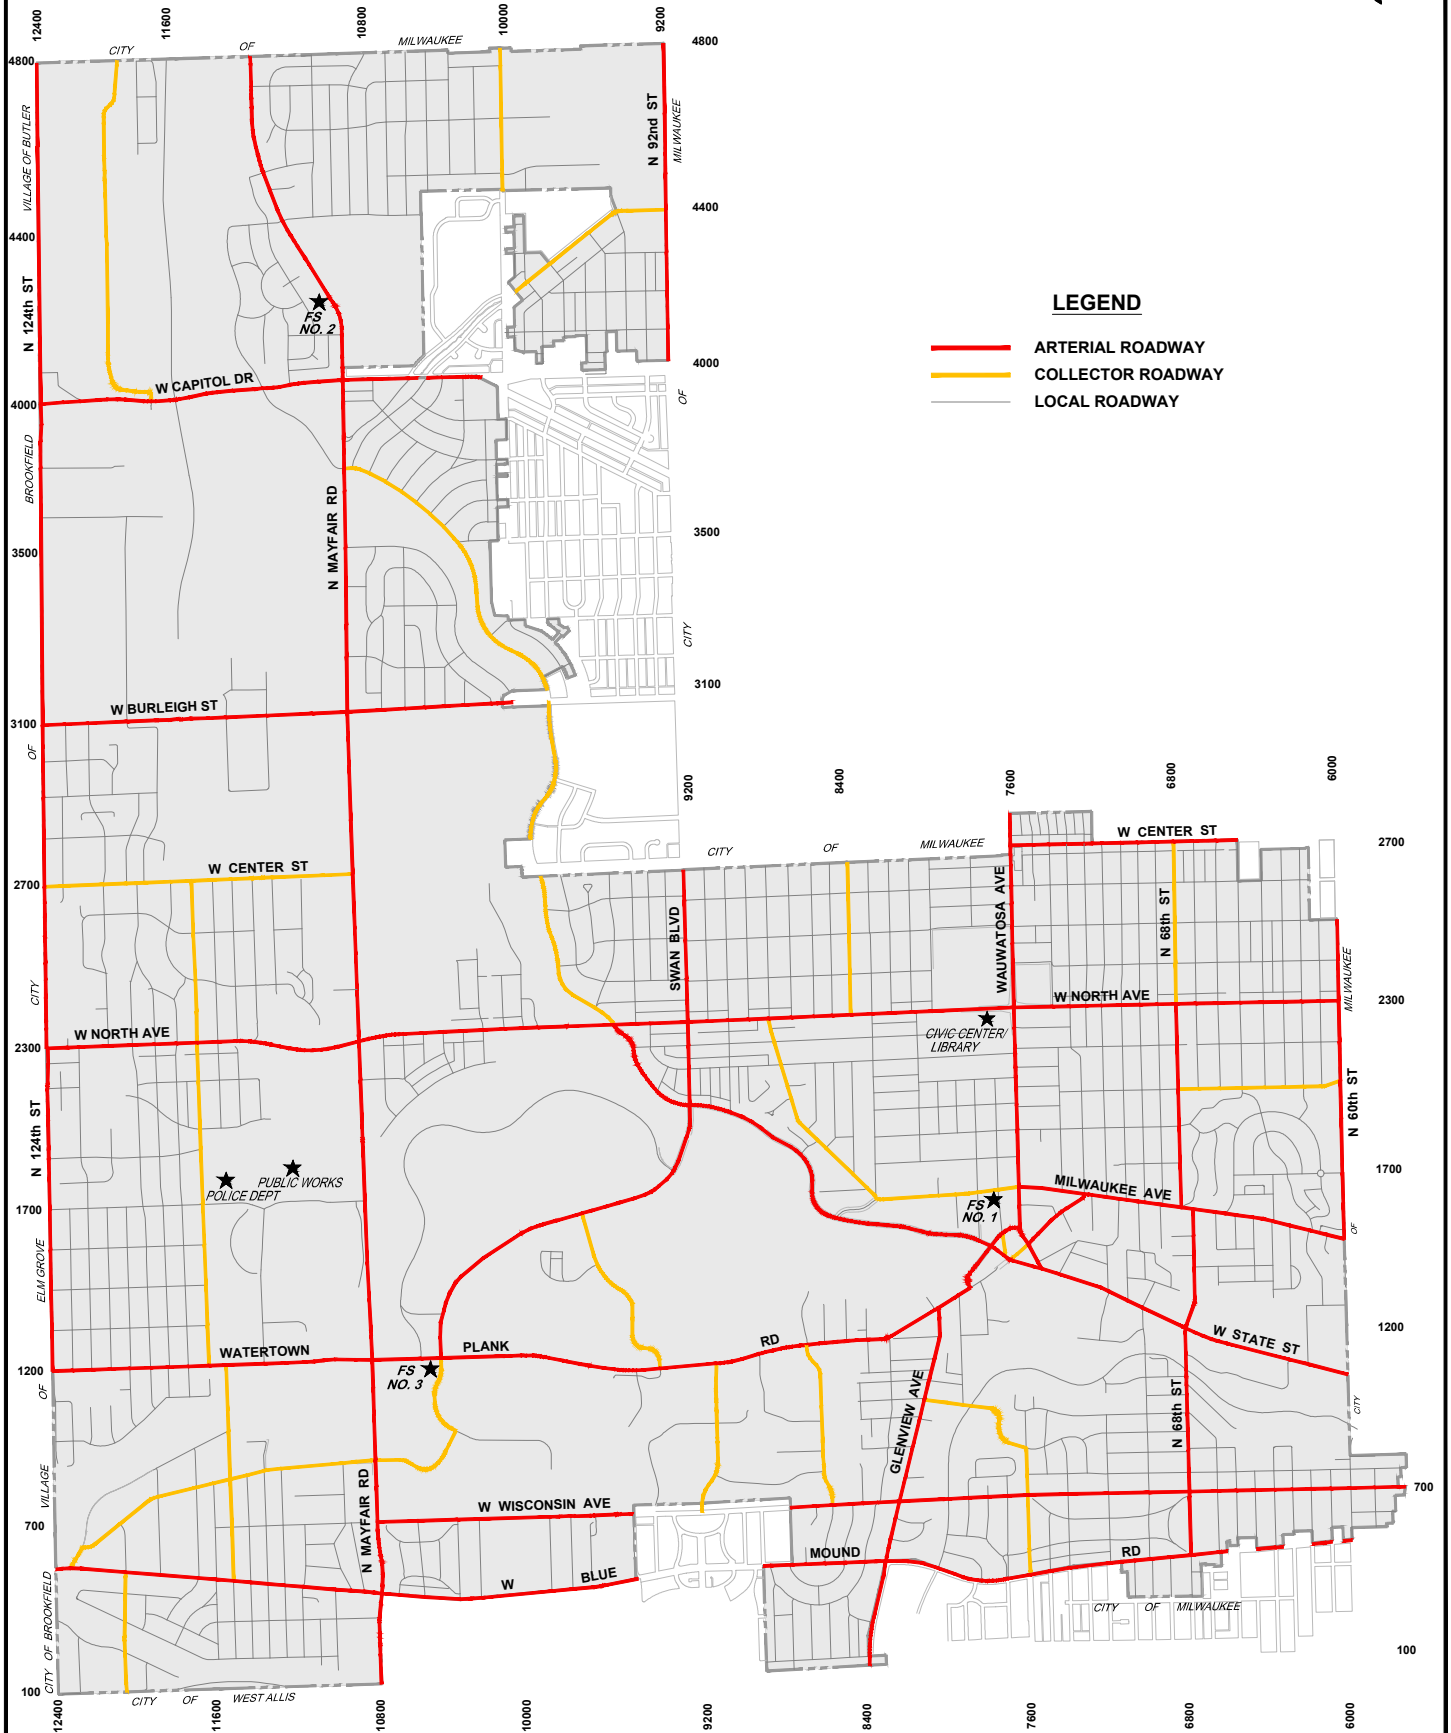 12400
11600
10800
10000
9200
CITY
OF
MILWAUKEE
4800
4800
VILLAGE OF BUTLER
N 92nd ST
MILWAUKEE
4400
4400
N 124th ST
FS
NO. 2
LEGEND
ARTERIAL ROADWAY
COLLECTOR ROADWAY
LOCAL ROADWAY
4000
W CAPITOL DR
4000
OF
BROOKFIELD
N MAYFAIR RD
3500
3500
CITY
3100
W BURLEIGH ST
3100
OF
9200
8400
7600
6800
6000
CITY
OF
MILWAUKEE
W CENTER ST
2700
W CENTER ST
2700
SWAN BLVD
WAUWATOSA AVE
N 68th ST
MILWAUKEE
CITY
W NORTH AVE
2300
W NORTH AVE
2300
CIVIC CENTER/
LIBRARY
N 124th ST
N 60th ST
PUBLIC WORKS
POLICE DEPT
1700
MILWAUKEE AVE
1700
FS
NO. 1
OF
ELM GROVE
1200
W STATE ST
WATERTOWN
PLANK
RD
1200
FS
NO. 3
OF
GLENVIEW AVE
N 68th ST
CITY
VILLAGE
N MAYFAIR RD
W WISCONSIN AVE
700
700
MOUND
RD
W
BLUE
CITY OF BROOKFIELD
CITY OF MILWAUKEE
100
100
CITY OF WEST ALLIS
12400
11600
10800
10000
9200
8400
7600
6800
6000